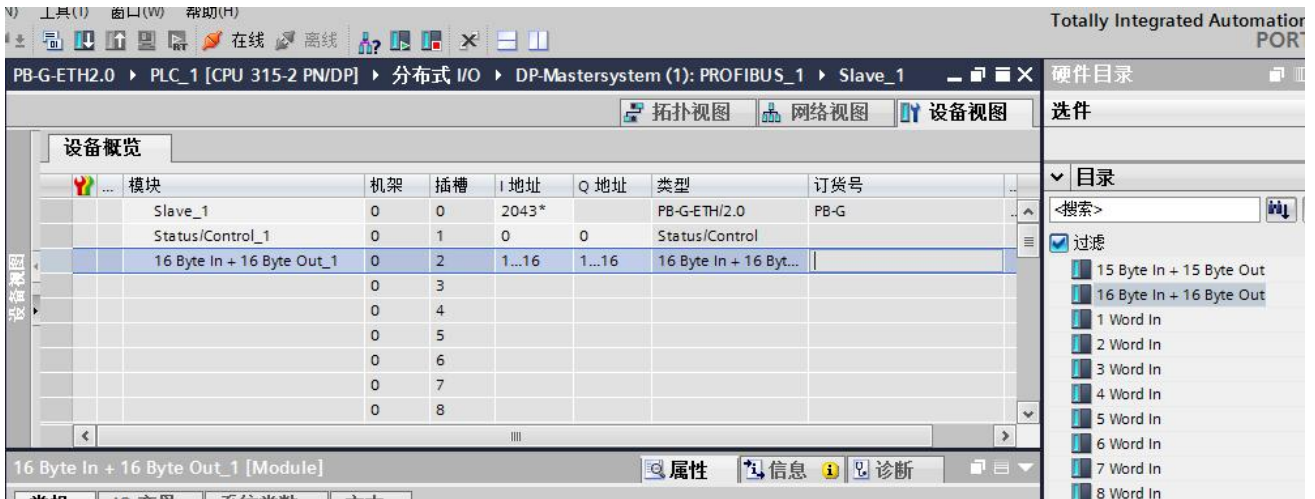 工具(T) 窗口(W) 帮助(H)
Totally Integrated Automation
PORT
在线 离线
PB-G-ETH2.0 ▸ PLC_1 [CPU 315-2 PN/DP] ▸ 分布式 I/O ▸ DP-Mastersystem (1): PROFIBUS_1 ▸ Slave_1
硬件目录
拓扑视图 网络视图 设备视图
选件
设备概览
... 模块 机架 插槽 I 地址 Q 地址 类型 订货号 ...
Slave_1 0 0 2043* PB-G-ETH/2.0 PB-G
Status/Control_1 0 1 0 0 Status/Control
16 Byte In + 16 Byte Out_1 0 2 1...16 1...16 16 Byte In + 16 Byt...
0 3
0 4
0 5
0 6
0 7
0 8
设备视图
目录
<搜索>
过滤
15 Byte In + 15 Byte Out
16 Byte In + 16 Byte Out
1 Word In
2 Word In
3 Word In
4 Word In
5 Word In
6 Word In
7 Word In
8 Word In
16 Byte In + 16 Byte Out_1 [Module]
属性 信息 诊断